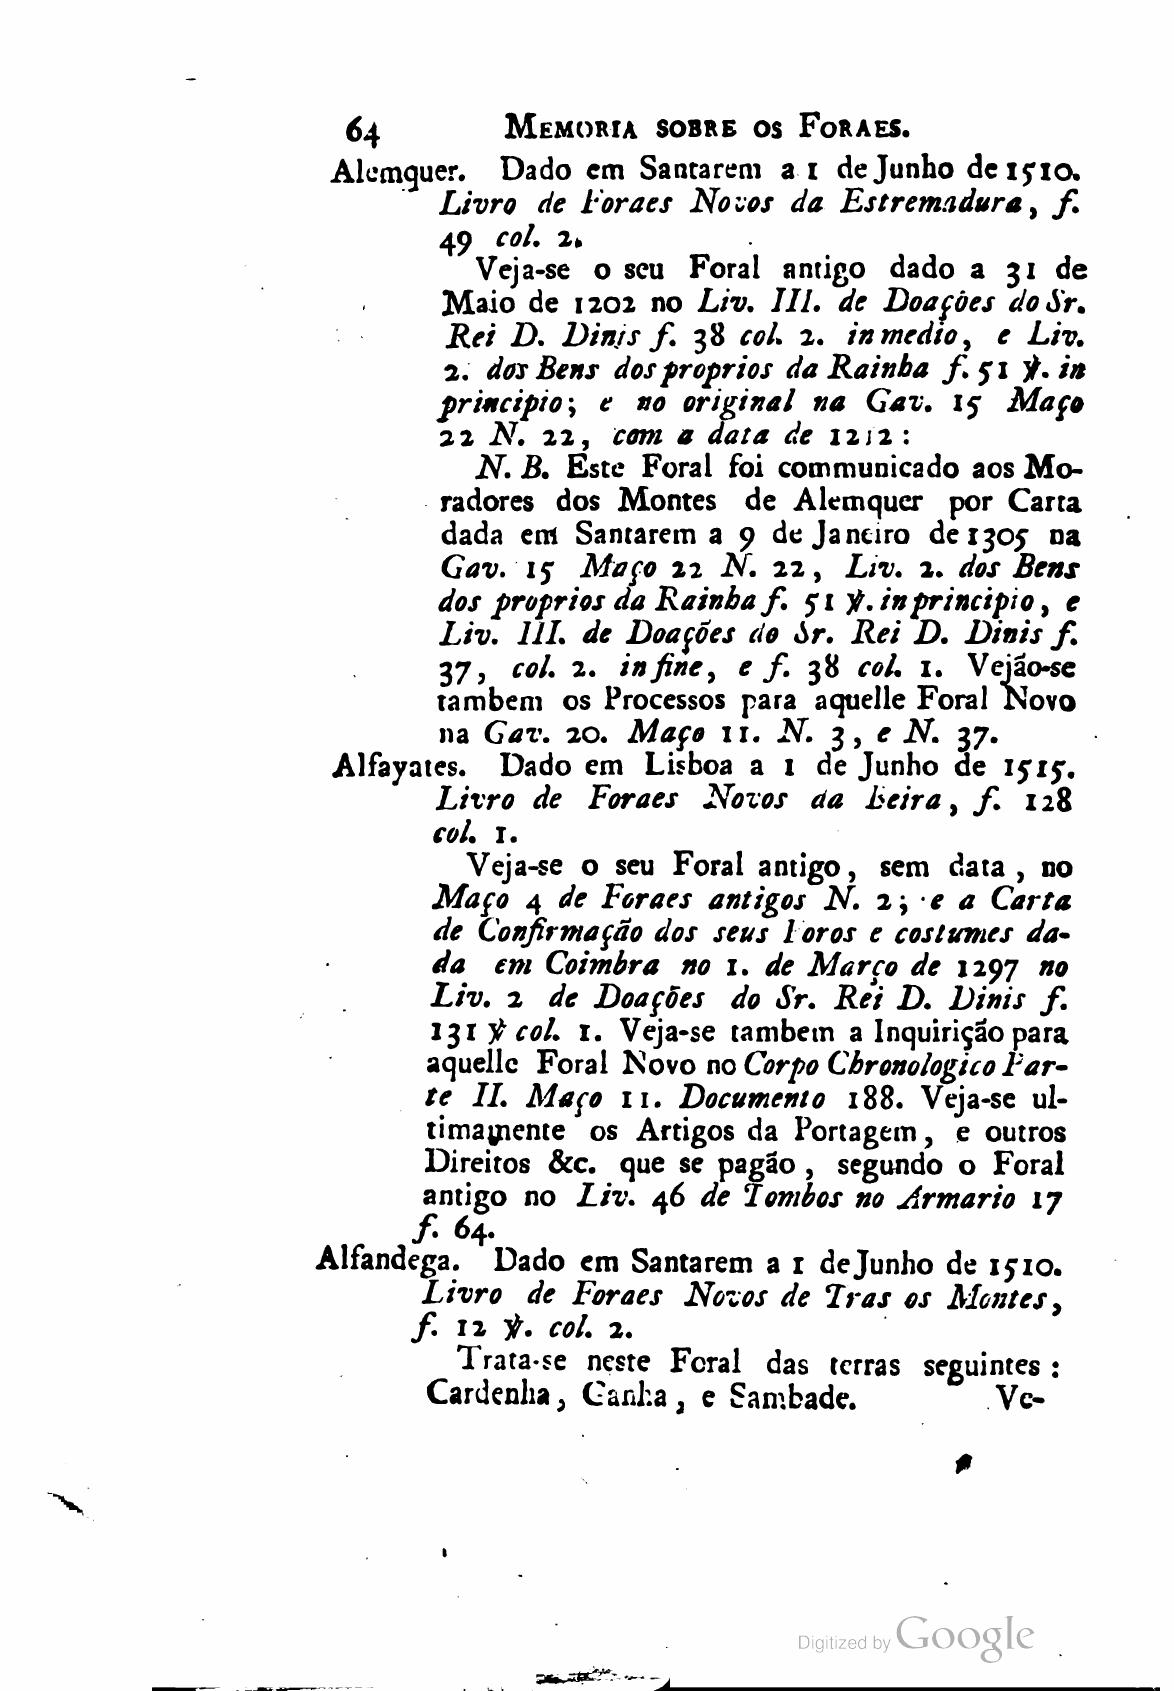 64 MEMORIA SOBRE OS FORAES.
Alemquer. Dado em Santarem a 1 de Junho de 1510.
Livro de Foraes Novos da Estremadura, f.
49 col. 2.
Veja-se o seu Foral antigo dado a 31 de
Maio de 1202 no Liv. III. de Doações do Sr.
Rei D. Dinis f. 38 col. 2. in medio, e Liv.
2. dos Bens dos proprios da Rainha f. 51 ℣. in
principio; e no original na Gav. 15 Maço
22 N. 22, com a data de 1212:
N. B. Este Foral foi communicado aos Mo-
radores dos Montes de Alemquer por Carta
dada em Santarem a 9 de Janeiro de 1305 na
Gav. 15 Maço 22 N. 22, Liv. 2. dos Bens
dos proprios da Rainha f. 51 ℣. in principio, e
Liv. III. de Doações do Sr. Rei D. Dinis f.
37, col. 2. in fine, e f. 38 col. 1. Vejão-se
tambem os Processos para aquelle Foral Novo
na Gav. 20. Maço 11. N. 3, e N. 37.
Alfayates. Dado em Lisboa a 1 de Junho de 1515.
Livro de Foraes Novos da Beira, f. 128
col. 1.
Veja-se o seu Foral antigo, sem data, no
Maço 4 de Foraes antigos N. 2; e a Carta
de Confirmação dos seus Foros e costumes da-
da em Coimbra no 1. de Março de 1297 no
Liv. 2 de Doações do Sr. Rei D. Dinis f.
131 ℣ col. 1. Veja-se tambem a Inquirição para
aquelle Foral Novo no Corpo Chronologico Par-
te II. Maço 11. Documento 188. Veja-se ul-
timamente os Artigos da Portagem, e outros
Direitos &c. que se pagão, segundo o Foral
antigo no Liv. 46 de Tombos no Armario 17
f. 64.
Alfandega. Dado em Santarem a 1 de Junho de 1510.
Livro de Foraes Novos de Tras os Montes,
f. 12 ℣. col. 2.
Trata-se neste Foral das terras seguintes:
Cardenha, Ganha, e Sambade. Ve-
Digitized by Google